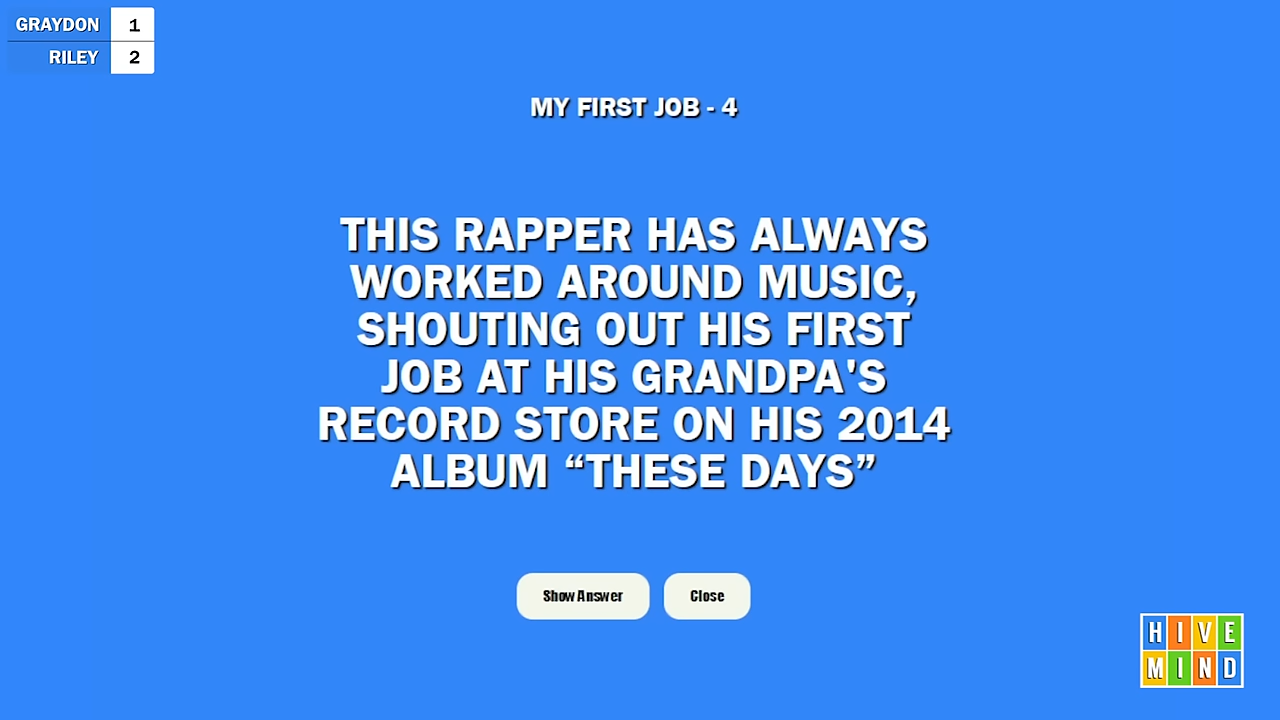 GRAYDON 1
RILEY 2
MY FIRST JOB - 4
THIS RAPPER HAS ALWAYS
WORKED AROUND MUSIC,
SHOUTING OUT HIS FIRST
JOB AT HIS GRANDPA'S
RECORD STORE ON HIS 2014
ALBUM “THESE DAYS”
Show Answer Close
HIVE
MIND